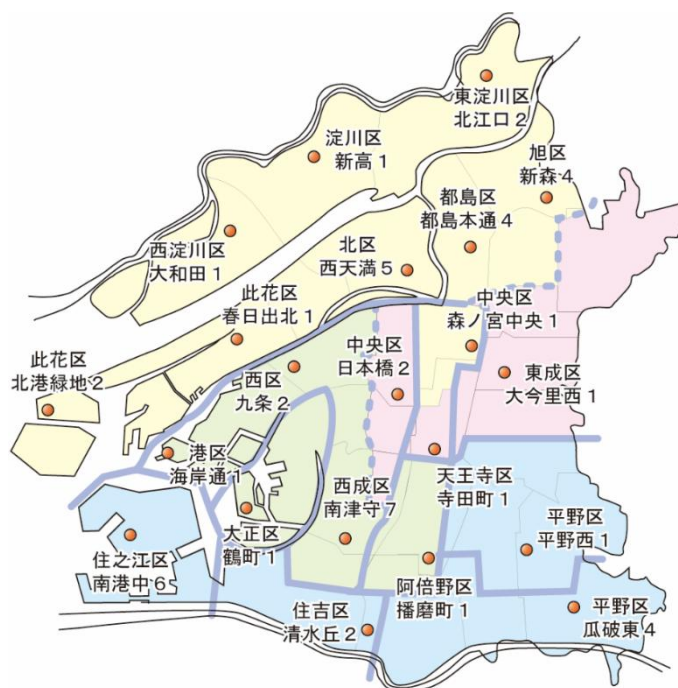 東淀川区
北江口2
淀川区
新高1
旭区
新森4
都島区
都島本通4
西淀川区
大和田1
北区
西天満5
此花区
春日出北1
中央区
森ノ宮中央1
此花区
北港緑地2
中央区
日本橋2
西区
九条2
東成区
大今里西1
港区
海岸通1
天王寺区
寺田町1
西成区
南津守7
大正区
鶴町1
平野区
平野西1
住之江区
南港中6
阿倍野区
播磨町1
住吉区
清水丘2
平野区
瓜破東4